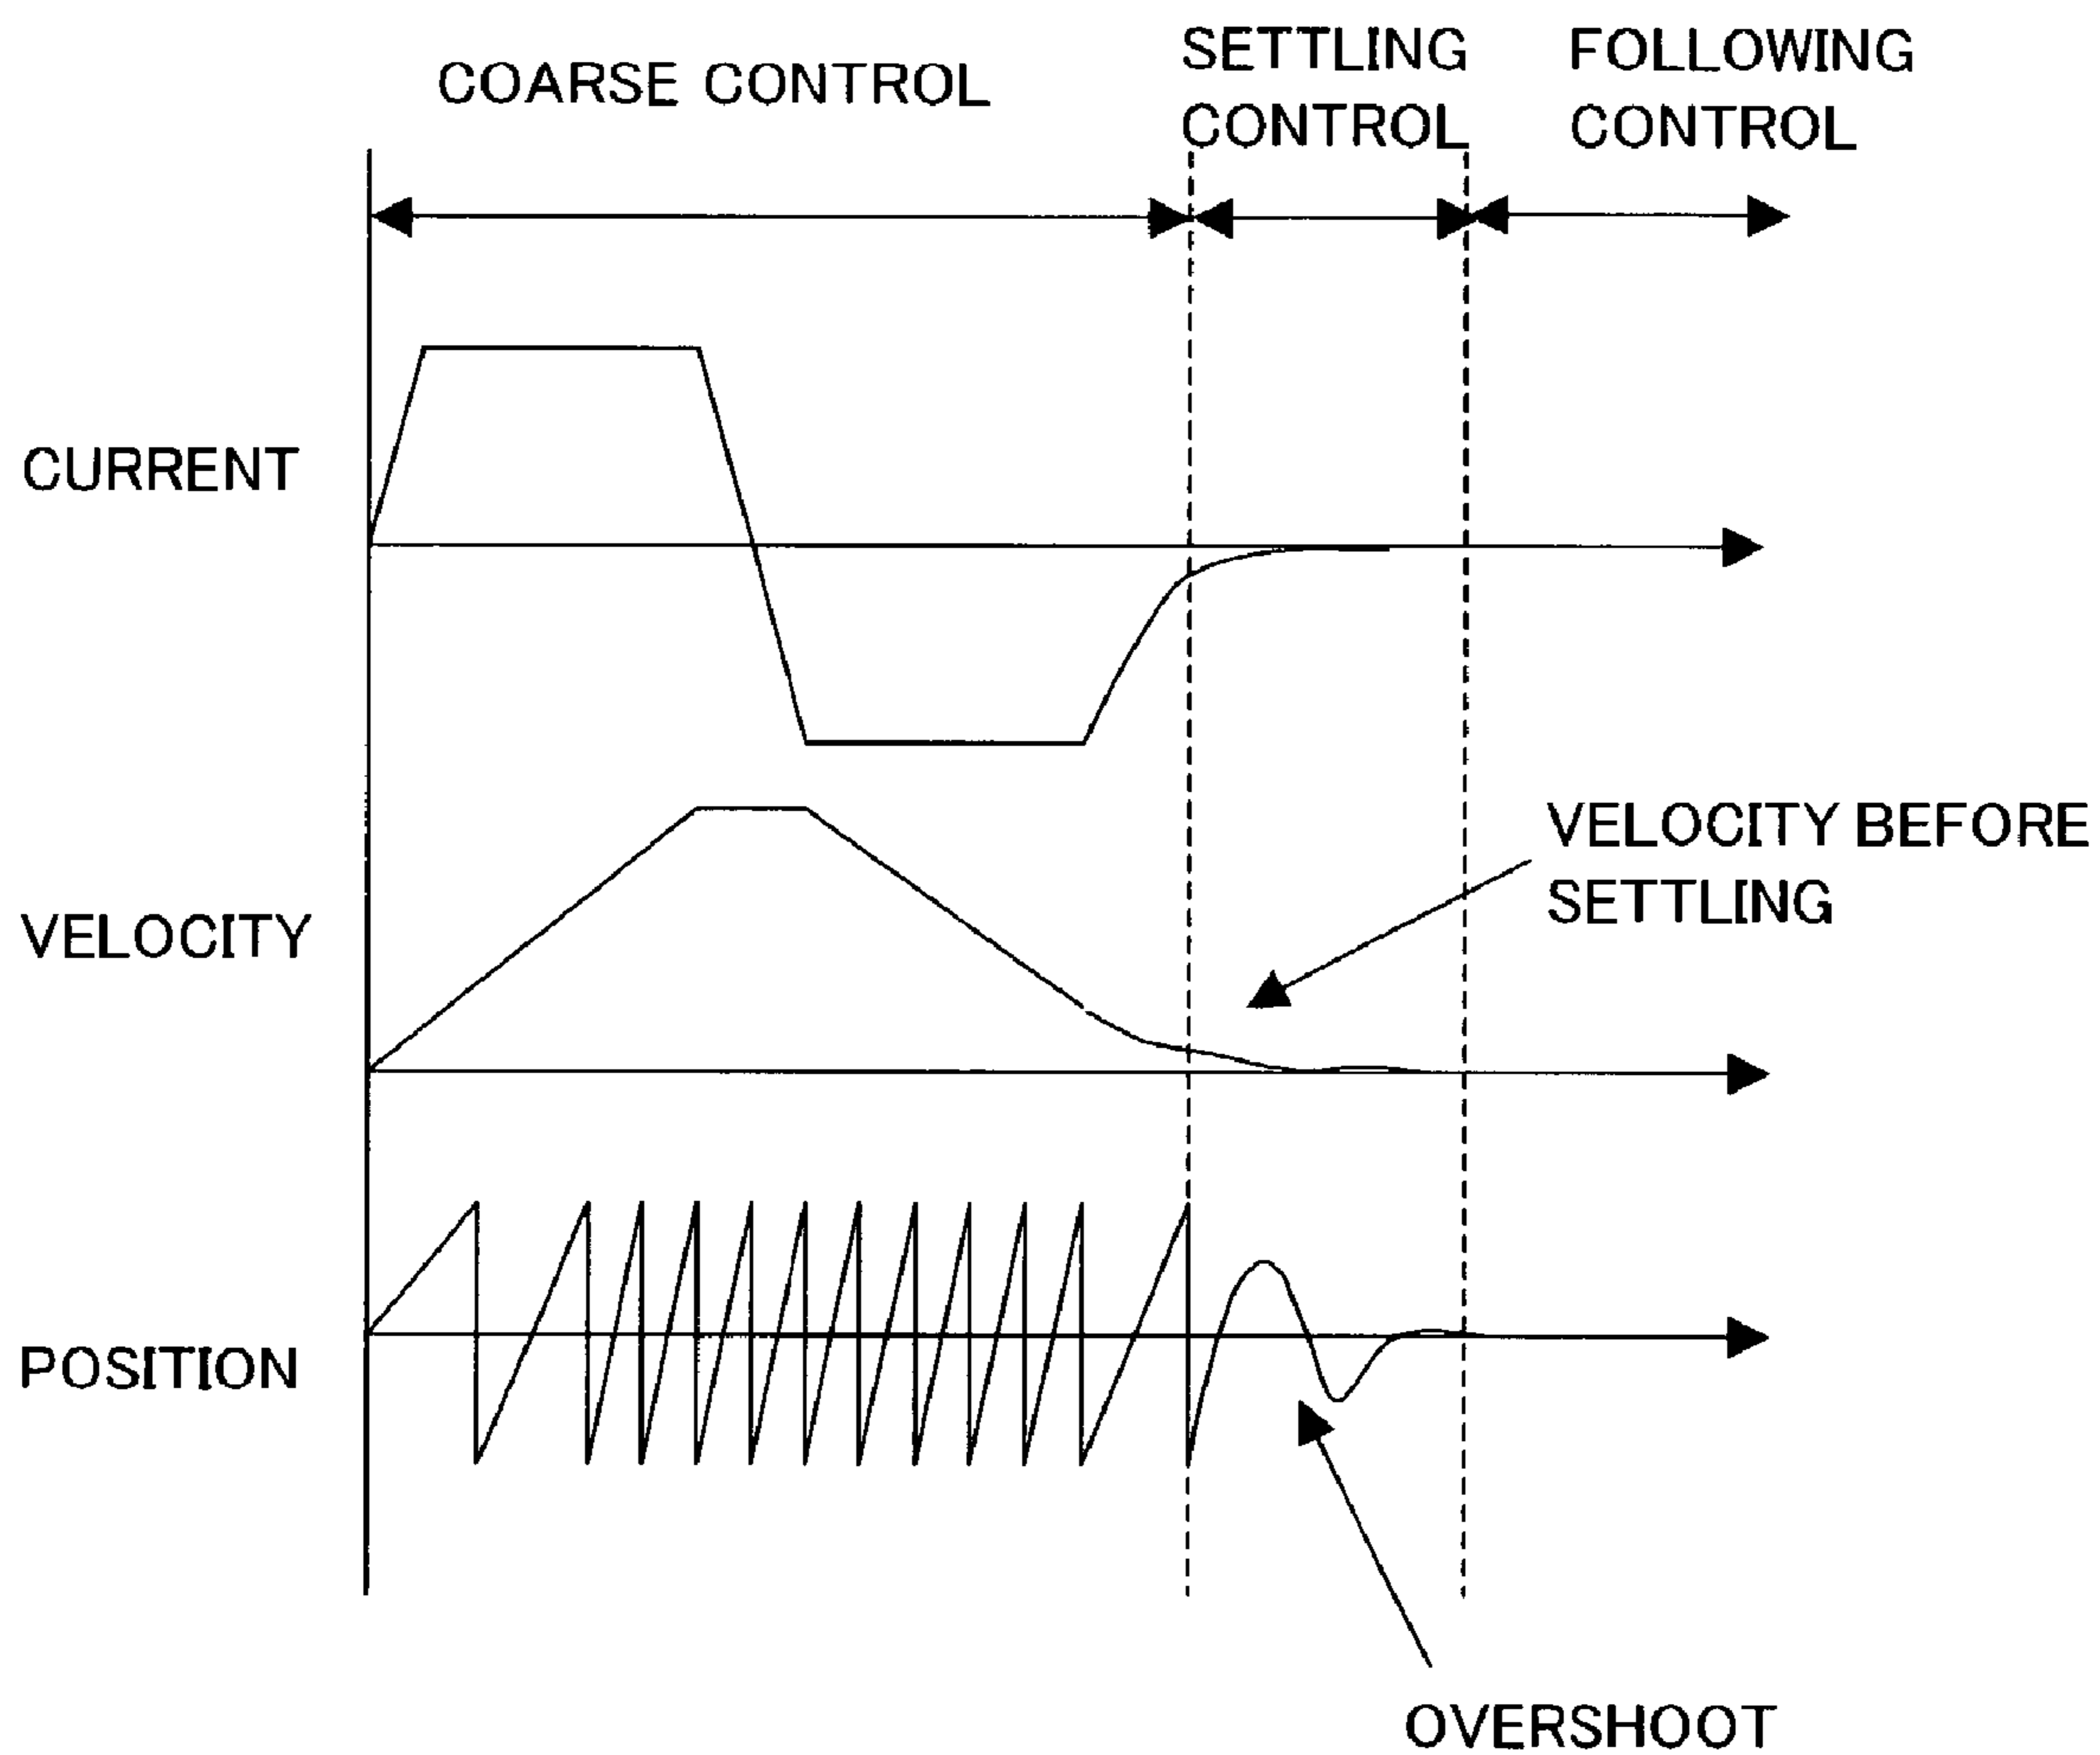 COARSE CONTROL
SETTLING
CONTROL
FOLLOWING
CONTROL
CURRENT
VELOCITY BEFORE
SETTLING
VELOCITY
POSITION
OVERSHOOT